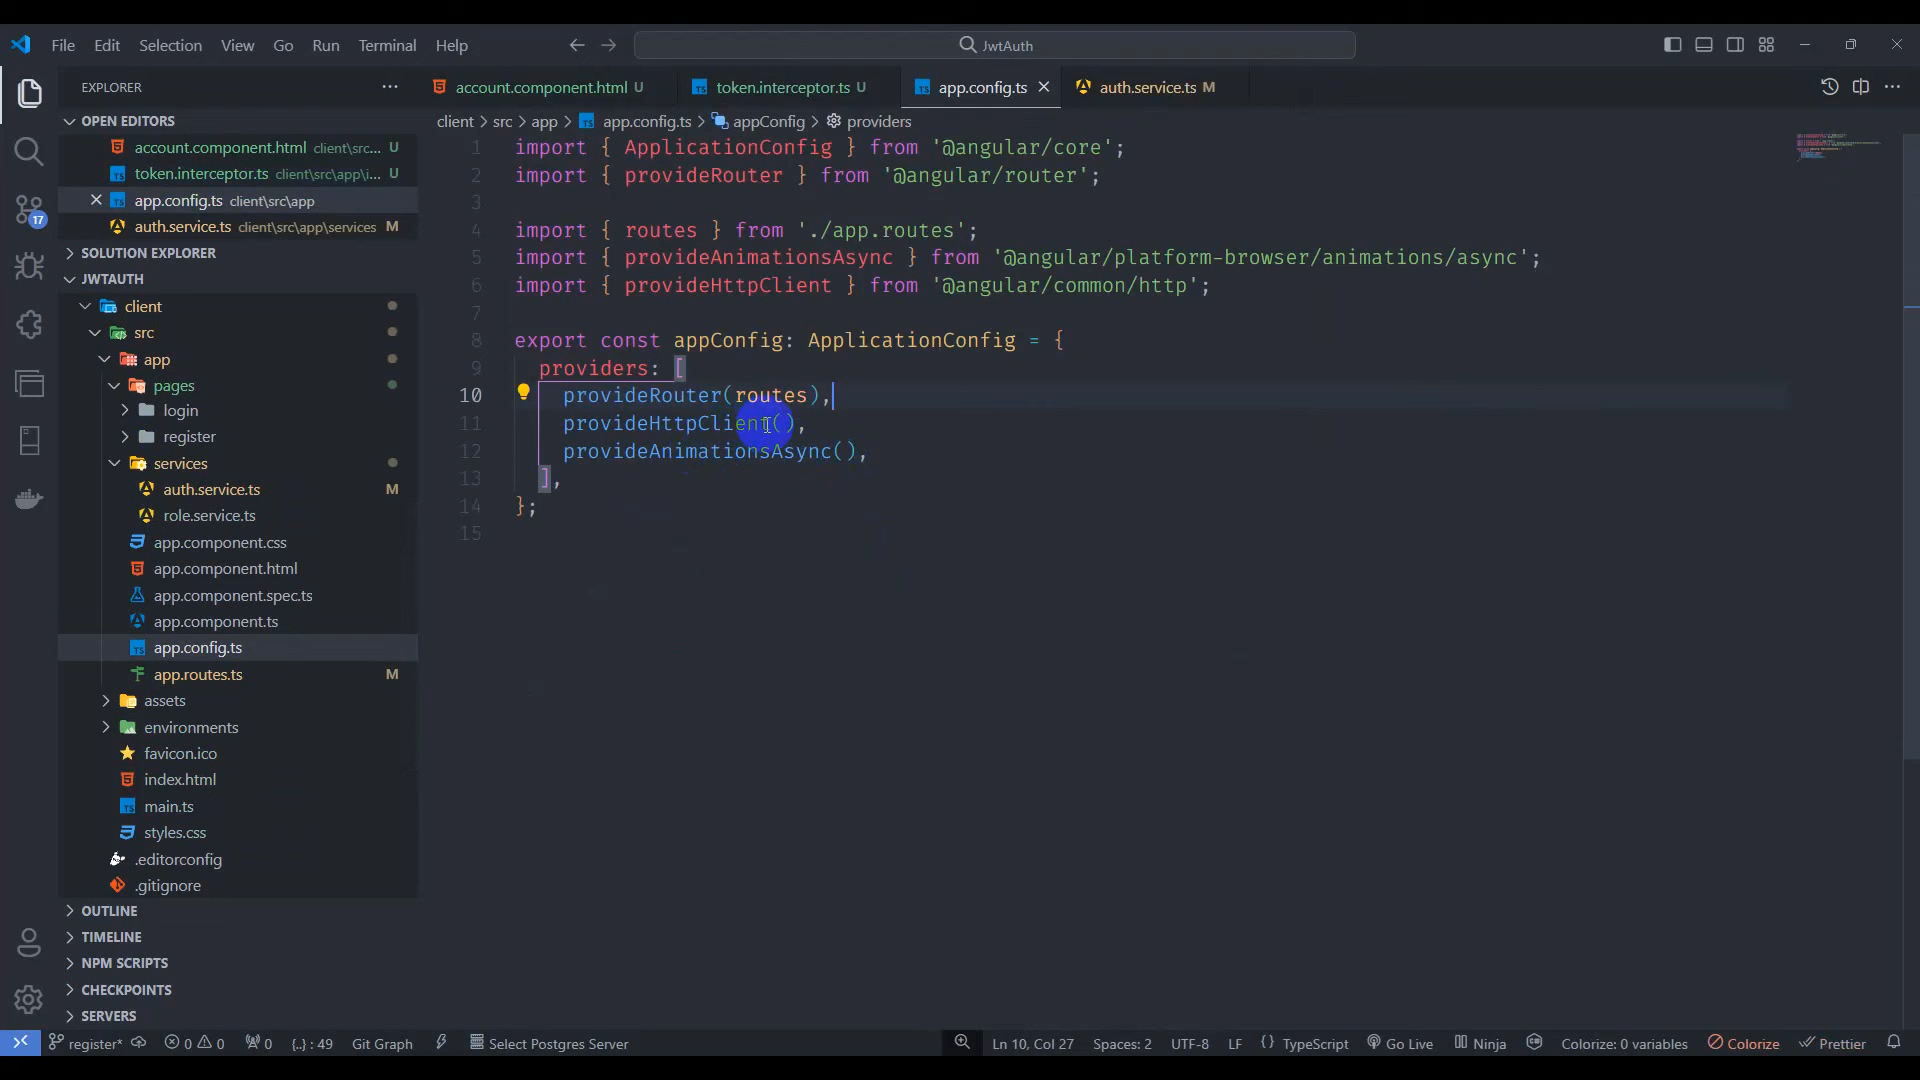 File Edit Selection View Go Run Terminal Help
JwtAuth
EXPLORER
account.component.html U
token.interceptor.ts U
app.config.ts
auth.service.ts M
OPEN EDITORS
account.component.html client\src... U
token.interceptor.ts client\src\app\i... U
app.config.ts client\src\app
auth.service.ts client\src\app\services M
SOLUTION EXPLORER
JWTAUTH
client
src
app
pages
login
register
services
auth.service.ts M
role.service.ts
app.component.css
app.component.html
app.component.spec.ts
app.component.ts
app.config.ts
app.routes.ts M
assets
environments
favicon.ico
index.html
main.ts
styles.css
.editorconfig
.gitignore
OUTLINE
TIMELINE
NPM SCRIPTS
CHECKPOINTS
SERVERS
client > src > app > app.config.ts > appConfig > providers
1 import { ApplicationConfig } from '@angular/core';
2 import { provideRouter } from '@angular/router';
3
4 import { routes } from './app.routes';
5 import { provideAnimationsAsync } from '@angular/platform-browser/animations/async';
6 import { provideHttpClient } from '@angular/common/http';
7
8 export const appConfig: ApplicationConfig = {
9 providers: [
10 provideRouter(routes),
11 provideHttpClient(),
12 provideAnimationsAsync(),
13 ],
14 };
15
17
register* 0 0 0 {..} : 49 Git Graph Select Postgres Server
Ln 10, Col 27 Spaces: 2 UTF-8 LF { } TypeScript Go Live Ninja Colorize: 0 variables Colorize Prettier